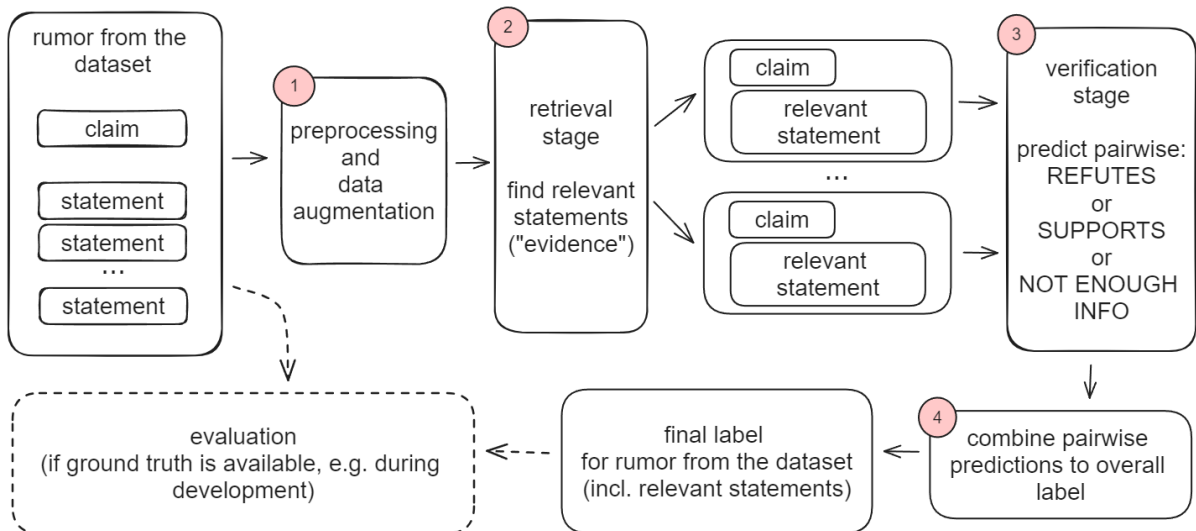 rumor from the
dataset
claim
statement
statement
...
statement
1
preprocessing
and
data
augmentation
2
retrieval
stage
find relevant
statements
("evidence")
claim
relevant
statement
...
claim
relevant
statement
3
verification
stage
predict pairwise:
REFUTES
or
SUPPORTS
or
NOT ENOUGH
INFO
4
combine pairwise
predictions to overall
label
final label
for rumor from the dataset
(incl. relevant statements)
evaluation
(if ground truth is available, e.g. during
development)